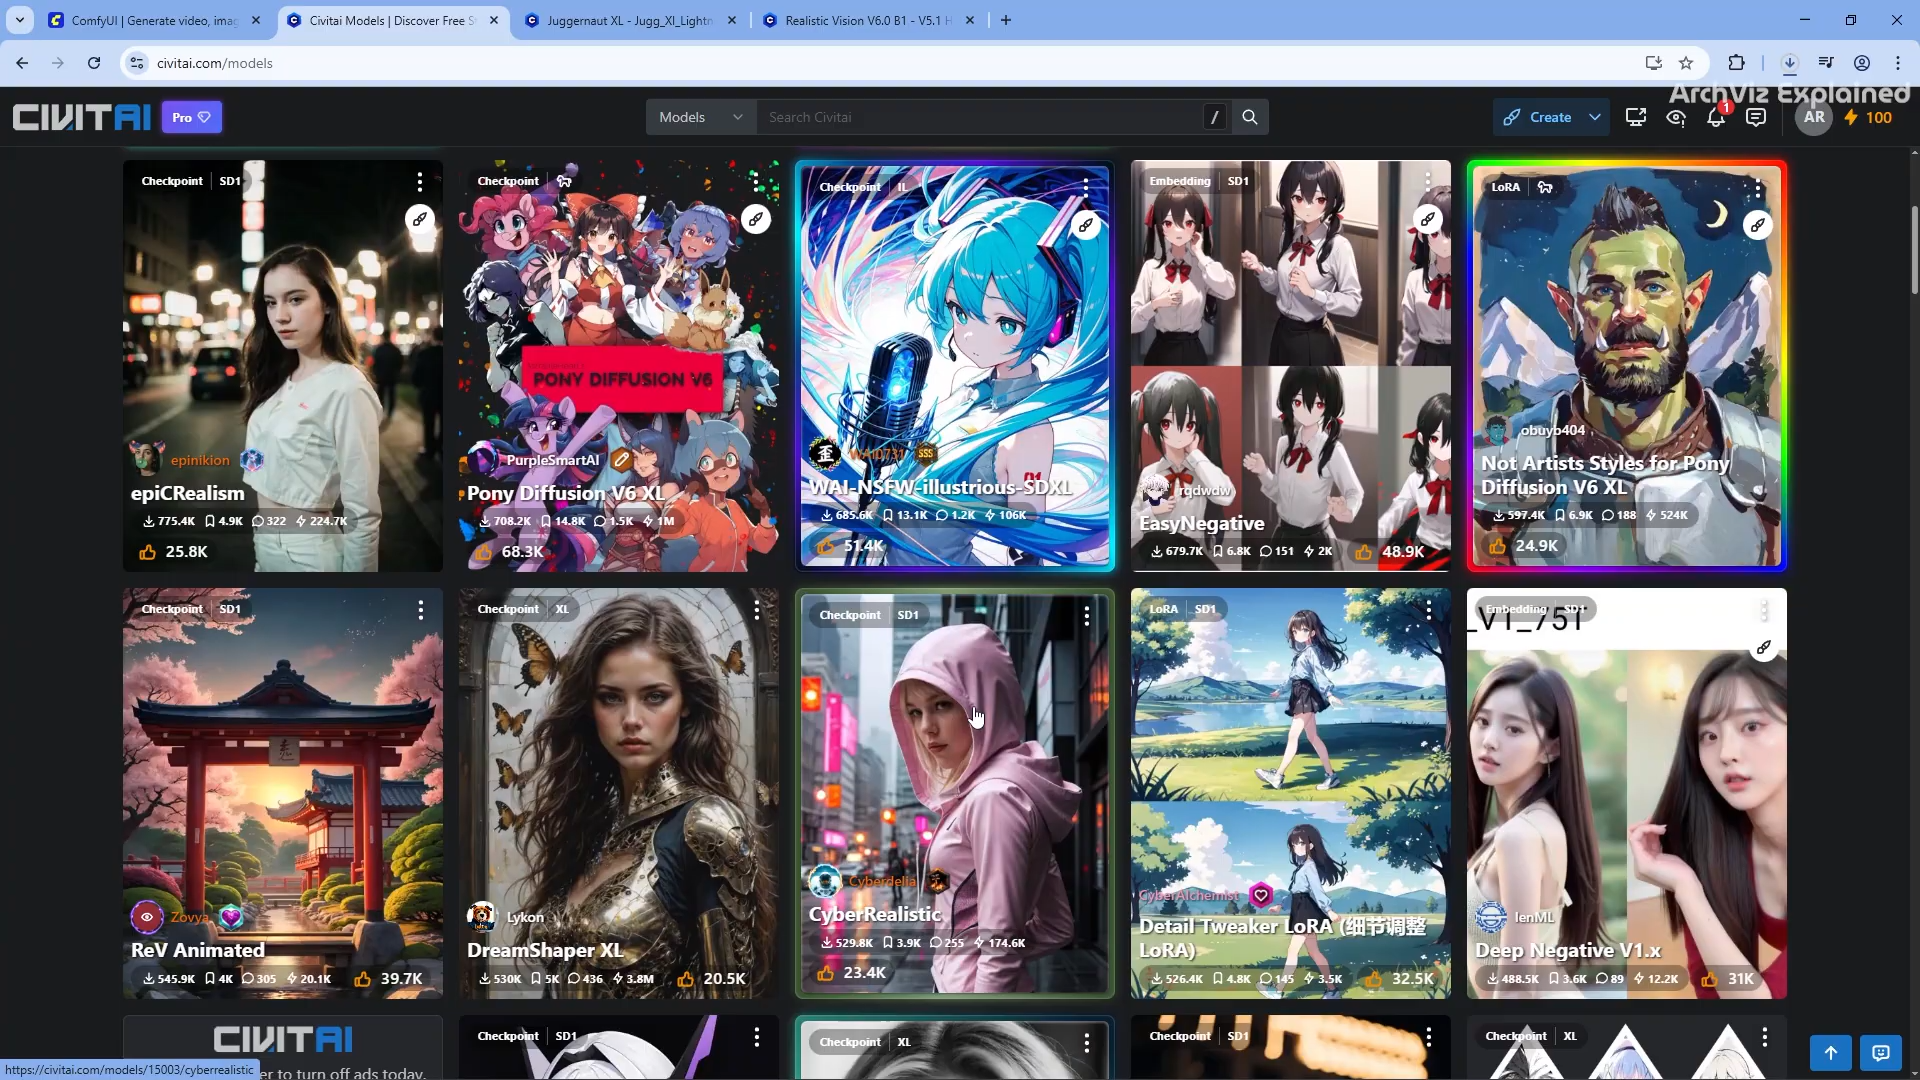 ComfyUI | Generate video, imag
Civitai Models | Discover Free S
Juggernaut XL - Jugg_XI_Lightn
Realistic Vision V6.0 B1 - V5.1 H
civitai.com/models
ArchViz Explained
CIVITAI
Pro
Models
Search Civitai
/
Create
1
AR
100
Checkpoint SD1
epinikion
epiCRealism
775.4K 4.9K 322 224.7K
25.8K
Checkpoint
PONY DIFFUSION V6
PurpleSmartAI
Pony Diffusion V6 XL
708.2K 14.8K 1.5K 1M
68.3K
Checkpoint IL
歪
WAI0731
SSS
WAI-NSFW-illustrious-SDXL
685.6K 13.1K 1.2K 106K
51.4K
Embedding SD1
rqdwdw
EasyNegative
679.7K 6.8K 151 2K
48.9K
LoRA
obuyb404
Not Artists Styles for Pony
Diffusion V6 XL
597.4K 6.9K 188 524K
24.9K
Checkpoint SD1
Zovya
ReV Animated
545.9K 4K 305 20.1K
39.7K
Checkpoint XL
Lykon
DreamShaper XL
530K 5K 436 3.8M
20.5K
Checkpoint SD1
Cyberdelia
CyberRealistic
529.8K 3.9K 255 174.6K
23.4K
LoRA SD1
CyberAlchemist
Detail Tweaker LoRA (细节调整
LoRA)
526.4K 4.8K 145 3.5K
32.5K
Embedding SD1
_V1_75T
lenML
Deep Negative V1.x
488.5K 3.6K 89 12.2K
31K
CIVITAI
er to turn off ads today.
Checkpoint SD1
Checkpoint XL
Checkpoint SD1
Checkpoint XL
https://civitai.com/models/15003/cyberrealistic